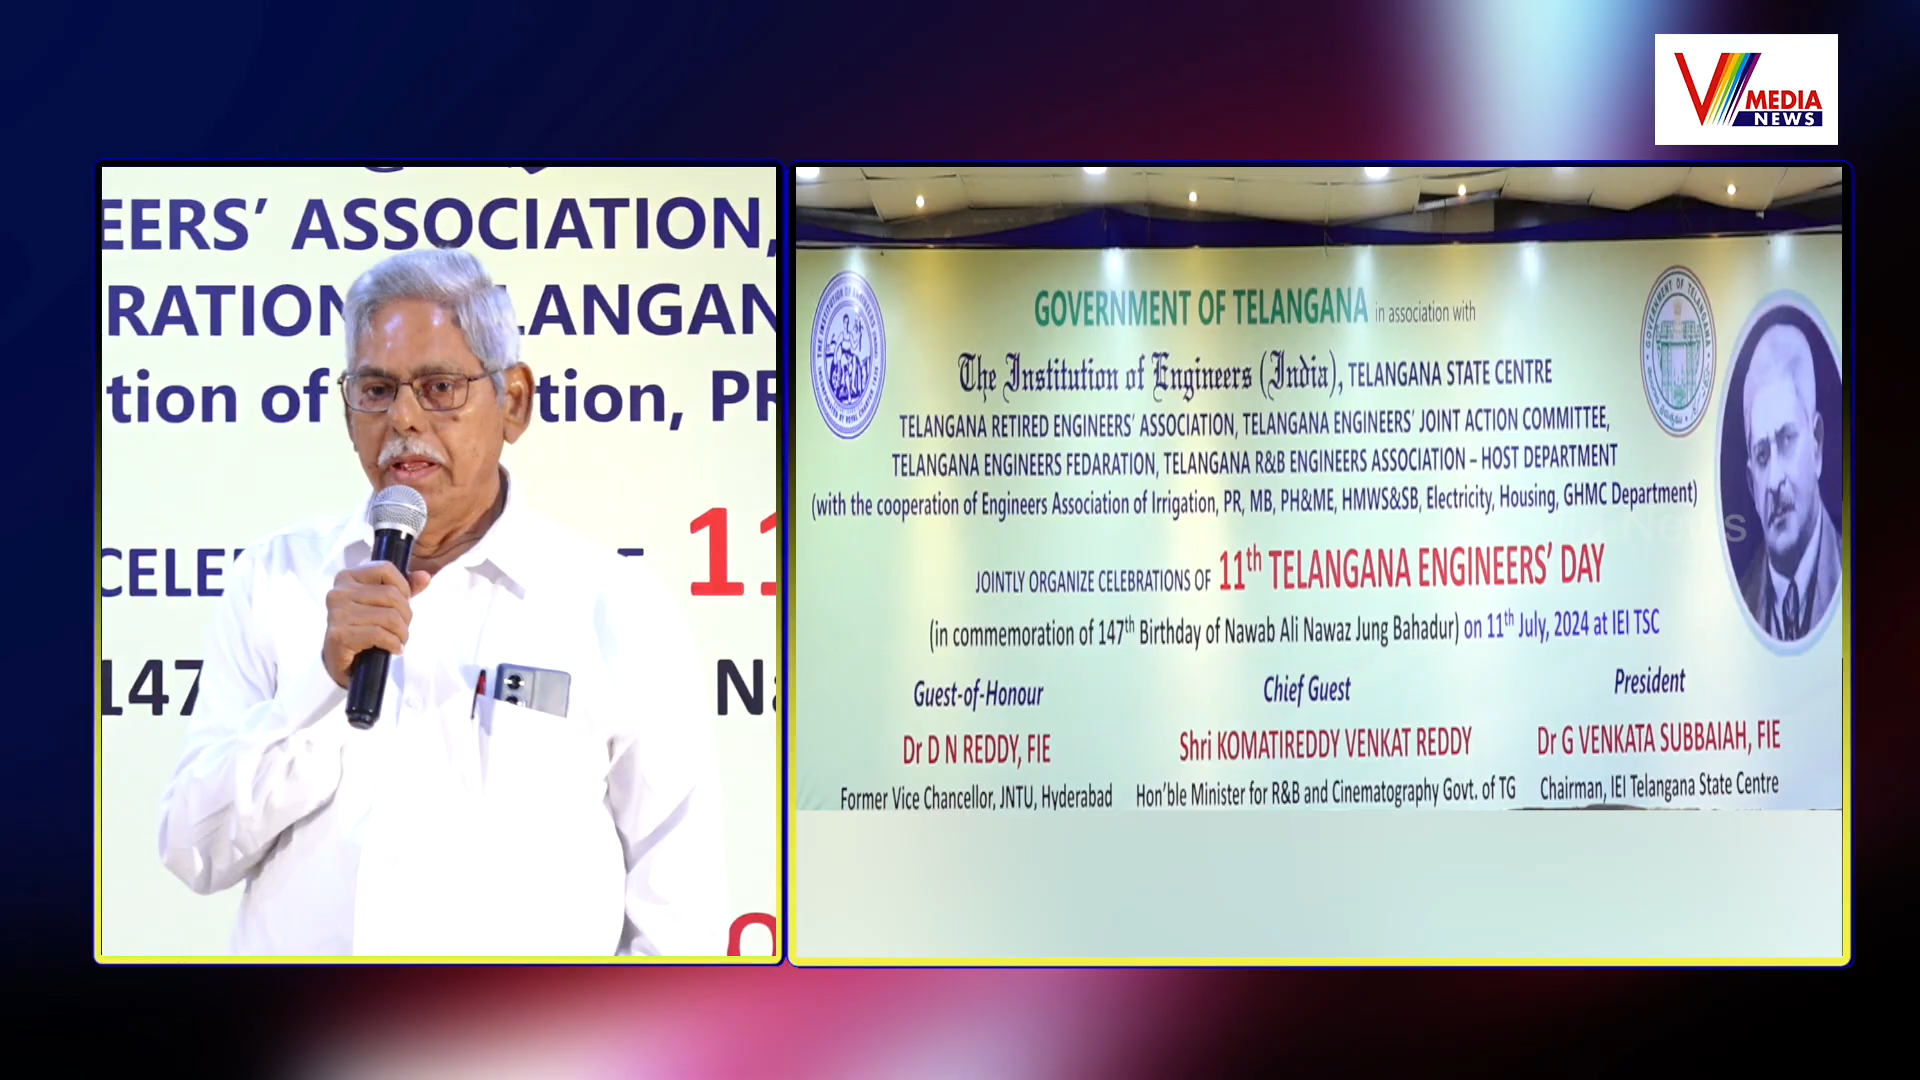 V MEDIA
NEWS
EERS' ASSOCIATION,
RATION LANGAN
tion of tion, PR
CELE 11
147
GOVERNMENT OF TELANGANA in association with
The Institution of Engineers (India), TELANGANA STATE CENTRE
TELANGANA RETIRED ENGINEERS' ASSOCIATION, TELANGANA ENGINEERS' JOINT ACTION COMMITTEE,
TELANGANA ENGINEERS FEDARATION, TELANGANA R&B ENGINEERS ASSOCIATION – HOST DEPARTMENT
(with the cooperation of Engineers Association of Irrigation, PR, MB, PH&ME, HMWS&SB, Electricity, Housing, GHMC Department)
JOINTLY ORGANIZE CELEBRATIONS OF 11th TELANGANA ENGINEERS' DAY
(in commemoration of 147th Birthday of Nawab Ali Nawaz Jung Bahadur) on 11th July, 2024 at IEI TSC
Guest-of-Honour Chief Guest President
Dr D N REDDY, FIE Shri KOMATIREDDY VENKAT REDDY Dr G VENKATA SUBBAIAH, FIE
Former Vice Chancellor, JNTU, Hyderabad Hon'ble Minister for R&B and Cinematography Govt. of TG Chairman, IEI Telangana State Centre
GOVERNMENT OF TELANGANA
News